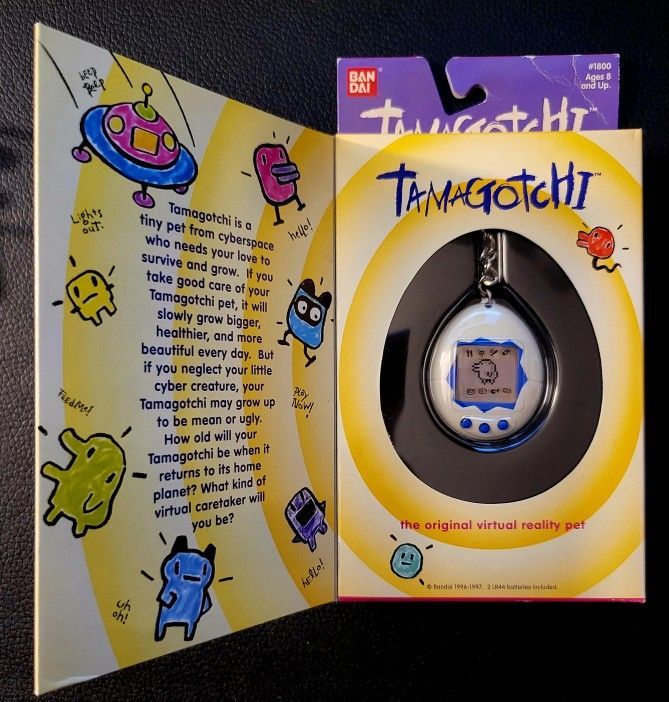 beep
beep
Lights
out.
hello!
Tamagotchi is a
tiny pet from cyberspace
who needs your love to
survive and grow. If you
take good care of your
Tamagotchi pet, it will
slowly grow bigger,
healthier, and more
beautiful every day. But
if you neglect your little
cyber creature, your
Tamagotchi may grow up
to be mean or ugly.
How old will your
Tamagotchi be when it
returns to its home
planet? What kind of
virtual caretaker will
you be?
Feed Me!
Play
Now!
uh
oh!
hello!
BAN
DAI
#1800
Ages 8
and Up.
TAMAGOTCHI™
TAMAGOTCHI™
the original virtual reality pet
© Bandai 1996-1997. 2 LR44 batteries included.